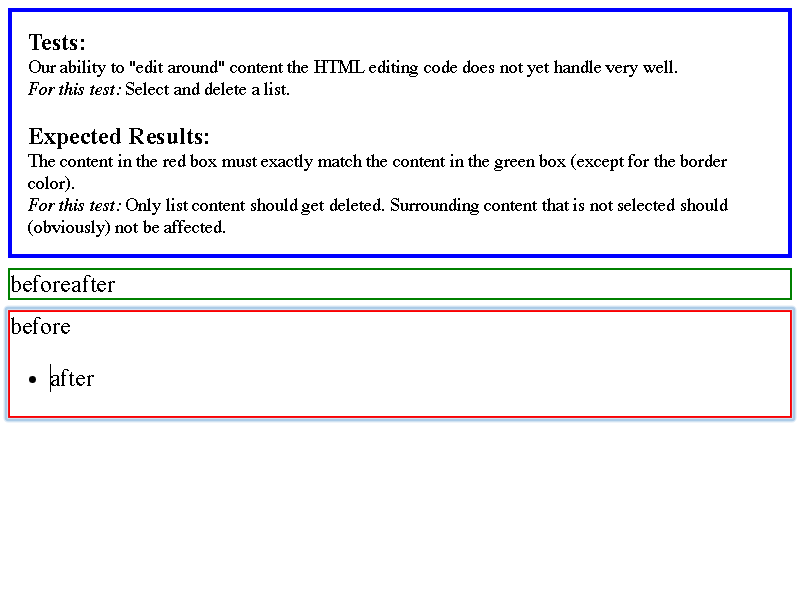 Tests:
Our ability to "edit around" content the HTML editing code does not yet handle very well.
For this test: Select and delete a list.
Expected Results:
The content in the red box must exactly match the content in the green box (except for the border
color).
For this test: Only list content should get deleted. Surrounding content that is not selected should
(obviously) not be affected.
beforeafter
before
• after